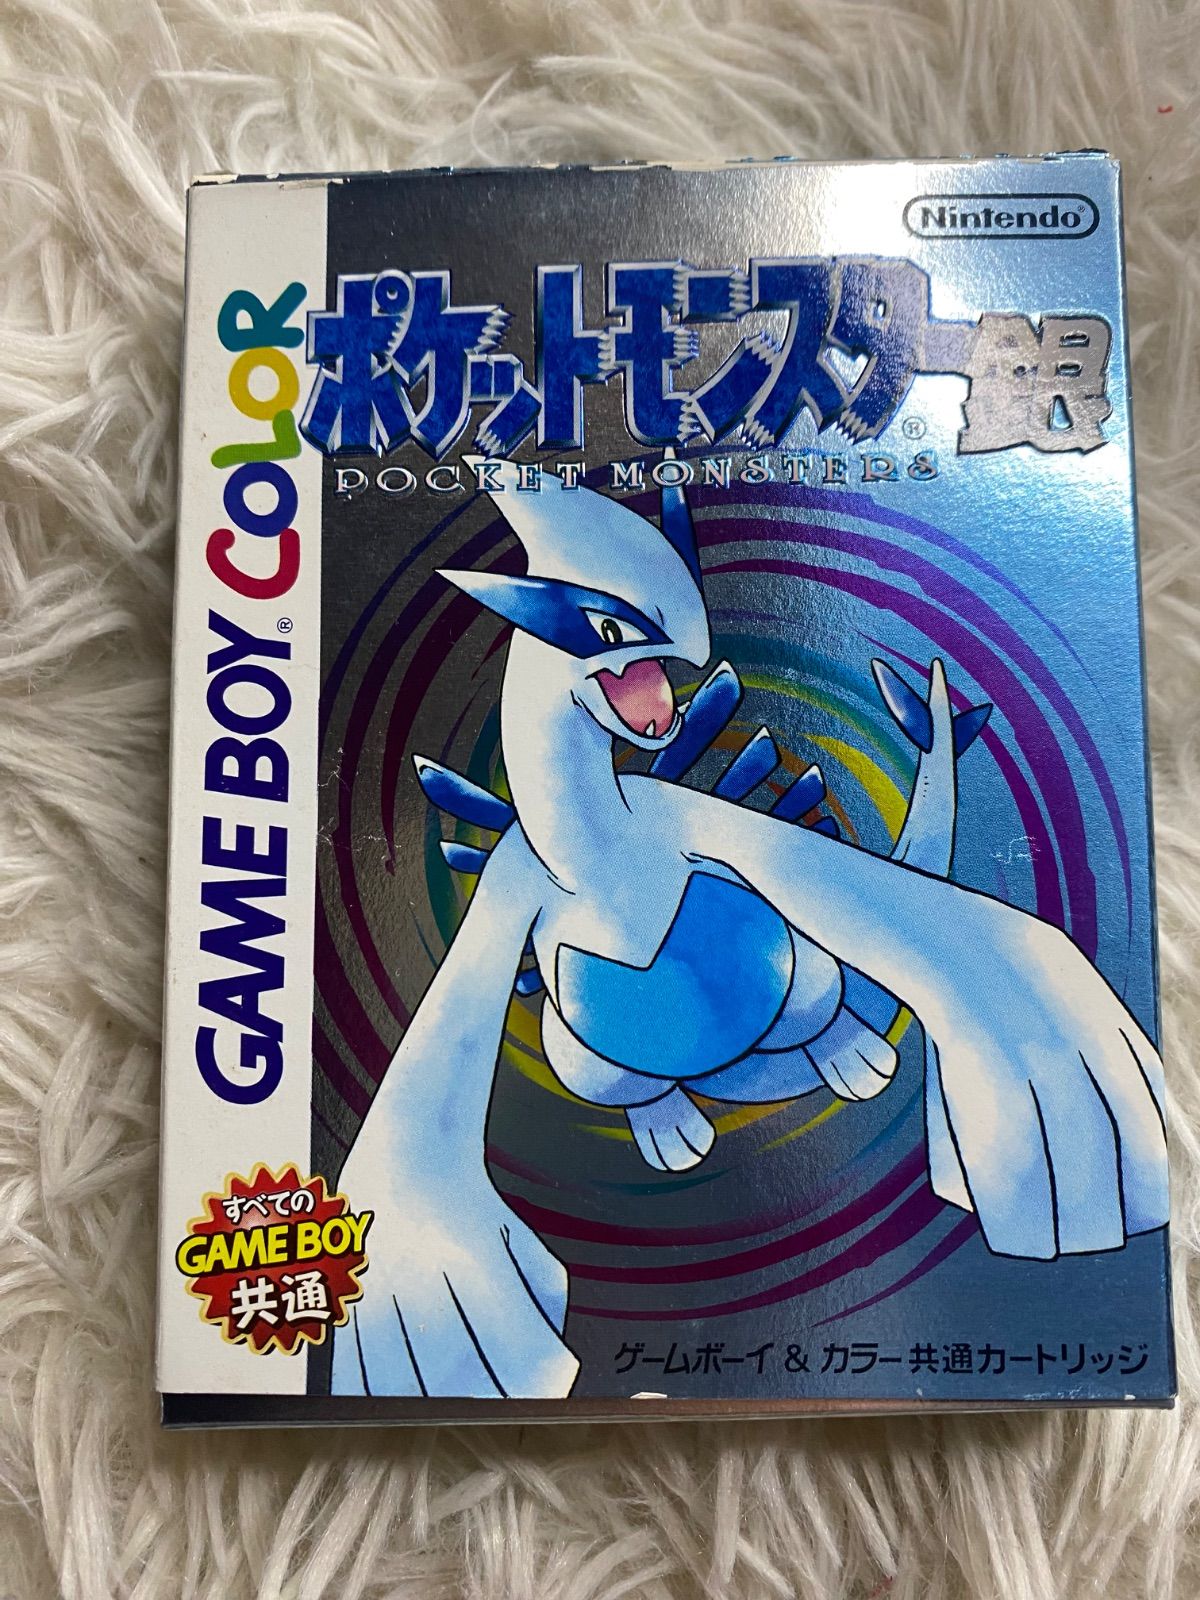 Nintendo®
ポケットモンスター銀
®
POCKET MONSTERS
GAME BOY® COLOR
すべての
GAME BOY
共通
ゲームボーイ & カラー共通カートリッジ